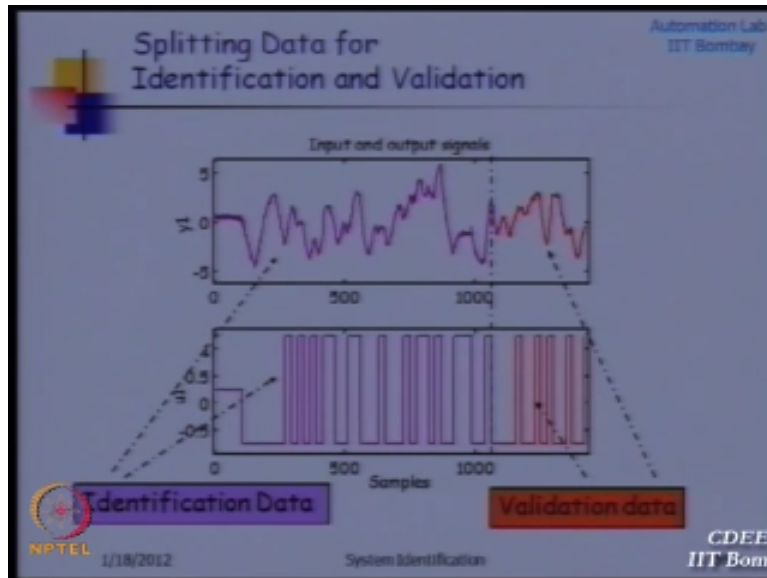 Splitting Data for
Identification and Validation
Automation Lab
IIT Bombay
Input and output signals
y1
5
0
-5
0
500
1000
0.5
0
-0.5
0
500
1000
Samples
Identification Data
Validation data
NPTEL
1/18/2012
System Identification
CDEE
IIT Bom